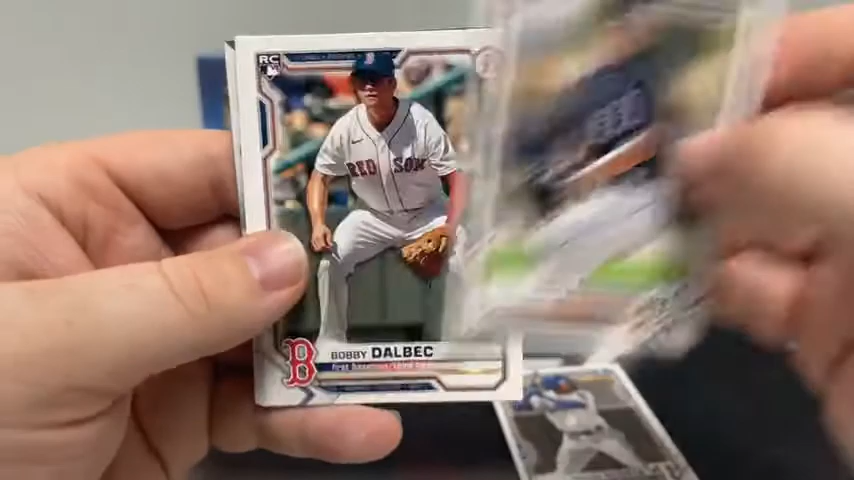 RC
B
RED SOX
B BOBBY DALBEC
first baseman/third base